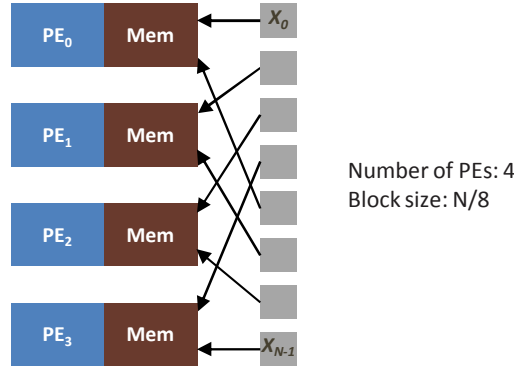 PE0 Mem X0
PE1 Mem
PE2 Mem
PE3 Mem XN-1
Number of PEs: 4
Block size: N/8